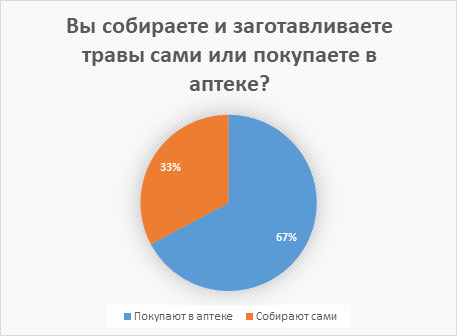 Вы собираете и заготавливаете
травы сами или покупаете в
аптеке?
33%
67%
Покупают в аптеке Собирают сами